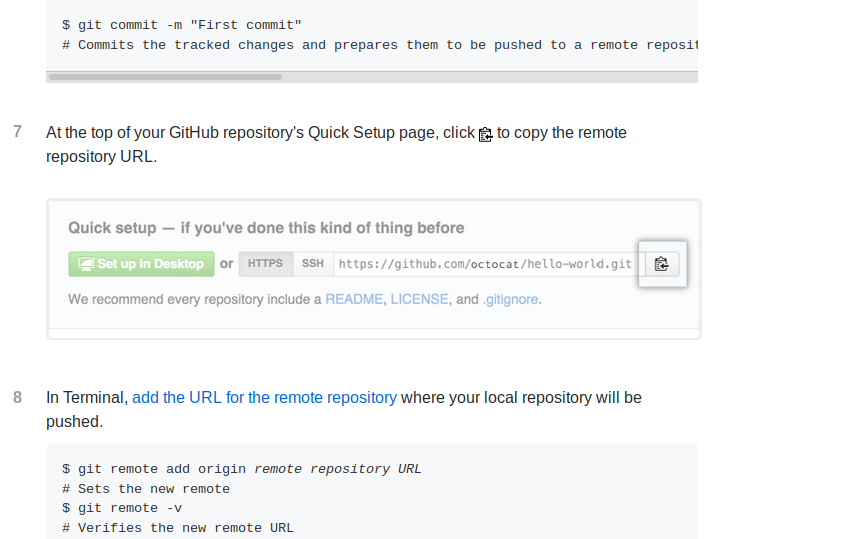 $ git commit -m "First commit"
# Commits the tracked changes and prepares them to be pushed to a remote
7 At the top of your GitHub repository's Quick Setup page, click to copy the remote
repository URL.
Quick setup — if you've done this kind of thing before
Set up in Desktop or HTTPS SSH https://github.com/octocat/hello-world.git
We recommend every repository include a README, LICENSE, and .gitignore.
8 In Terminal, add the URL for the remote repository where your local repository will be
pushed.
$ git remote add origin remote repository URL
# Sets the new remote
$ git remote -v
# Verifies the new remote URL